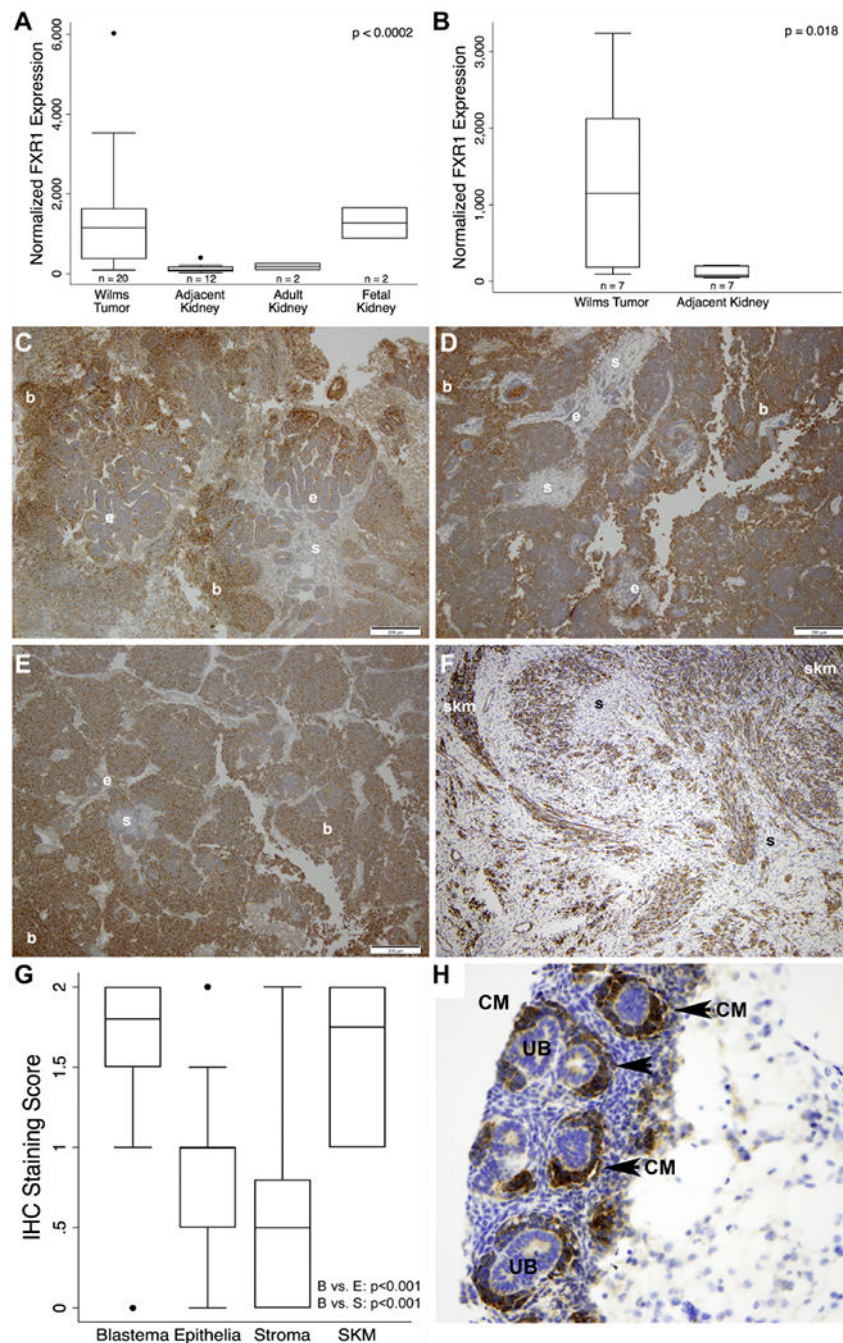 A
p < 0.0002
Normalized FXR1 Expression
6,000
4,000
2,000
0
n = 20
n = 12
n = 2
n = 2
Wilms Tumor
Adjacent Kidney
Adult Kidney
Fetal Kidney
B
p = 0.018
Normalized FXR1 Expression
3,000
2,000
1,000
0
n = 7
n = 7
Wilms Tumor
Adjacent Kidney
C
b
e
e
s
b
D
s
b
e
b
s
e
E
e
s
b
b
F
skm
s
skm
s
G
IHC Staining Score
2
1.5
1
.5
0
B vs. E: p<0.001
B vs. S: p<0.001
Blastema
Epithelia
Stroma
SKM
H
CM
CM
UB
CM
UB